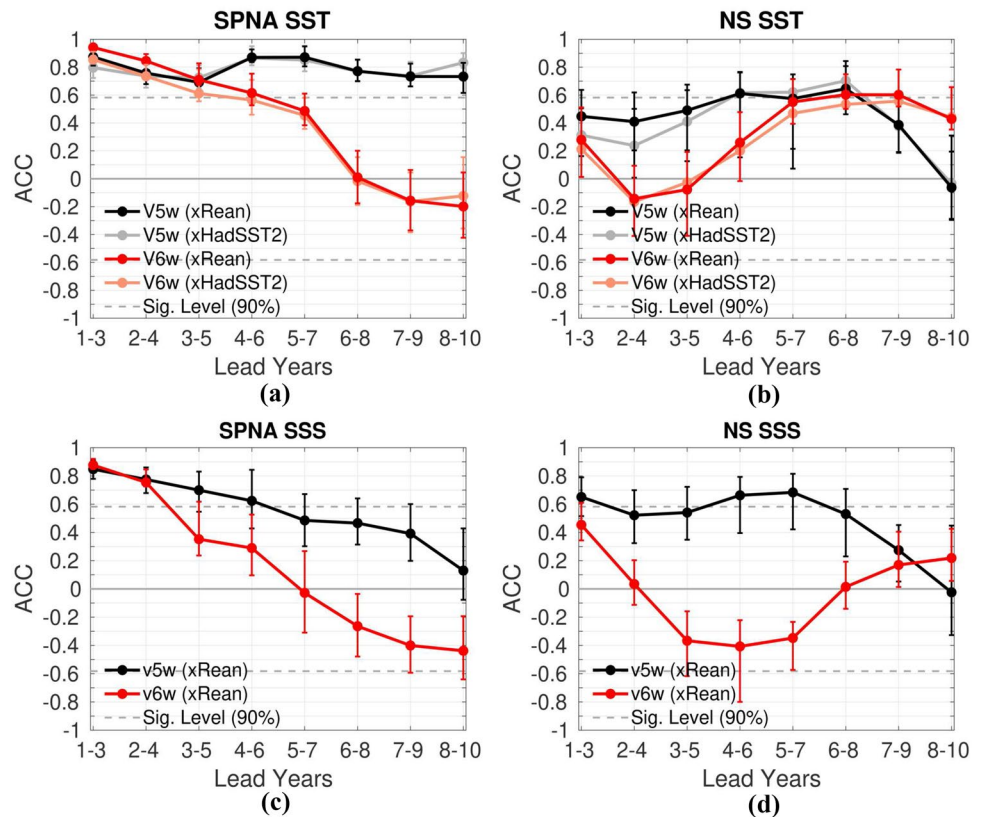 SPNA SST
1
0.8
0.6
0.4
0.2
0
-0.2
-0.4
-0.6
-0.8
-1
ACC
V5w (xRean)
V5w (xHadSST2)
V6w (xRean)
V6w (xHadSST2)
Sig. Level (90%)
1-3 2-4 3-5 4-6 5-7 6-8 7-9 8-10
Lead Years
(a)
NS SST
1
0.8
0.6
0.4
0.2
0
-0.2
-0.4
-0.6
-0.8
-1
ACC
V5w (xRean)
V5w (xHadSST2)
V6w (xRean)
V6w (xHadSST2)
Sig. Level (90%)
1-3 2-4 3-5 4-6 5-7 6-8 7-9 8-10
Lead Years
(b)
SPNA SSS
1
0.8
0.6
0.4
0.2
0
-0.2
-0.4
-0.6
-0.8
-1
ACC
v5w (xRean)
v6w (xRean)
Sig. Level (90%)
1-3 2-4 3-5 4-6 5-7 6-8 7-9 8-10
Lead Years
(c)
NS SSS
1
0.8
0.6
0.4
0.2
0
-0.2
-0.4
-0.6
-0.8
-1
ACC
v5w (xRean)
v6w (xRean)
Sig. Level (90%)
1-3 2-4 3-5 4-6 5-7 6-8 7-9 8-10
Lead Years
(d)